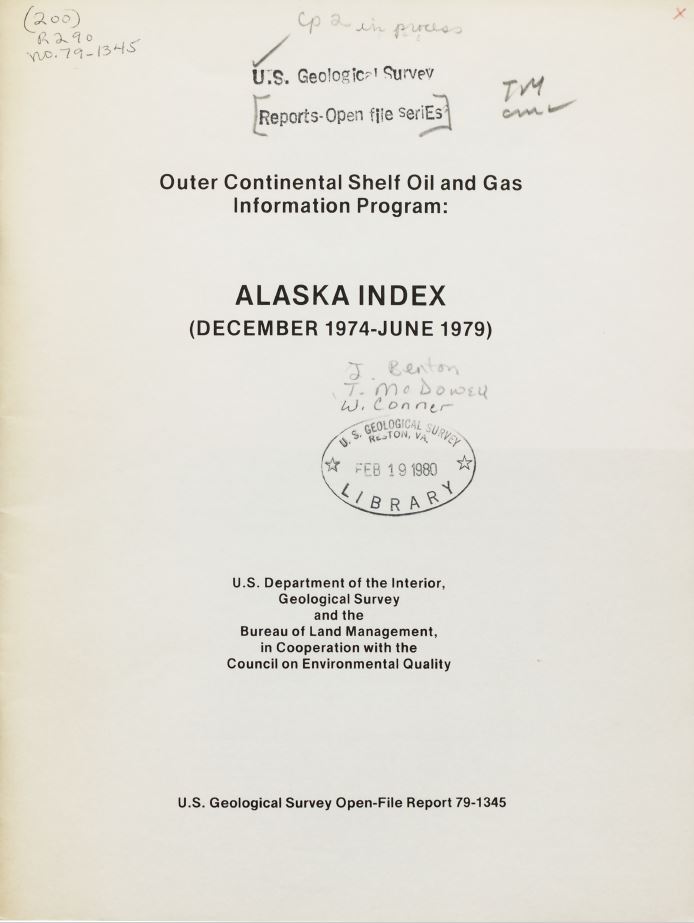 (200)
R290
no. 79-1345
Cp 2 in process
U.S. Geological Survey
[Reports-Open file seriEs]
TM
cm
Outer Continental Shelf Oil and Gas
Information Program:
ALASKA INDEX
(DECEMBER 1974-JUNE 1979)
J. Benton
T. McDowell
W. Conner
U. S. GEOLOGICAL SURVEY
RESTON, VA.
FEB 19 1980
LIBRARY
U.S. Department of the Interior,
Geological Survey
and the
Bureau of Land Management,
in Cooperation with the
Council on Environmental Quality
U.S. Geological Survey Open-File Report 79-1345